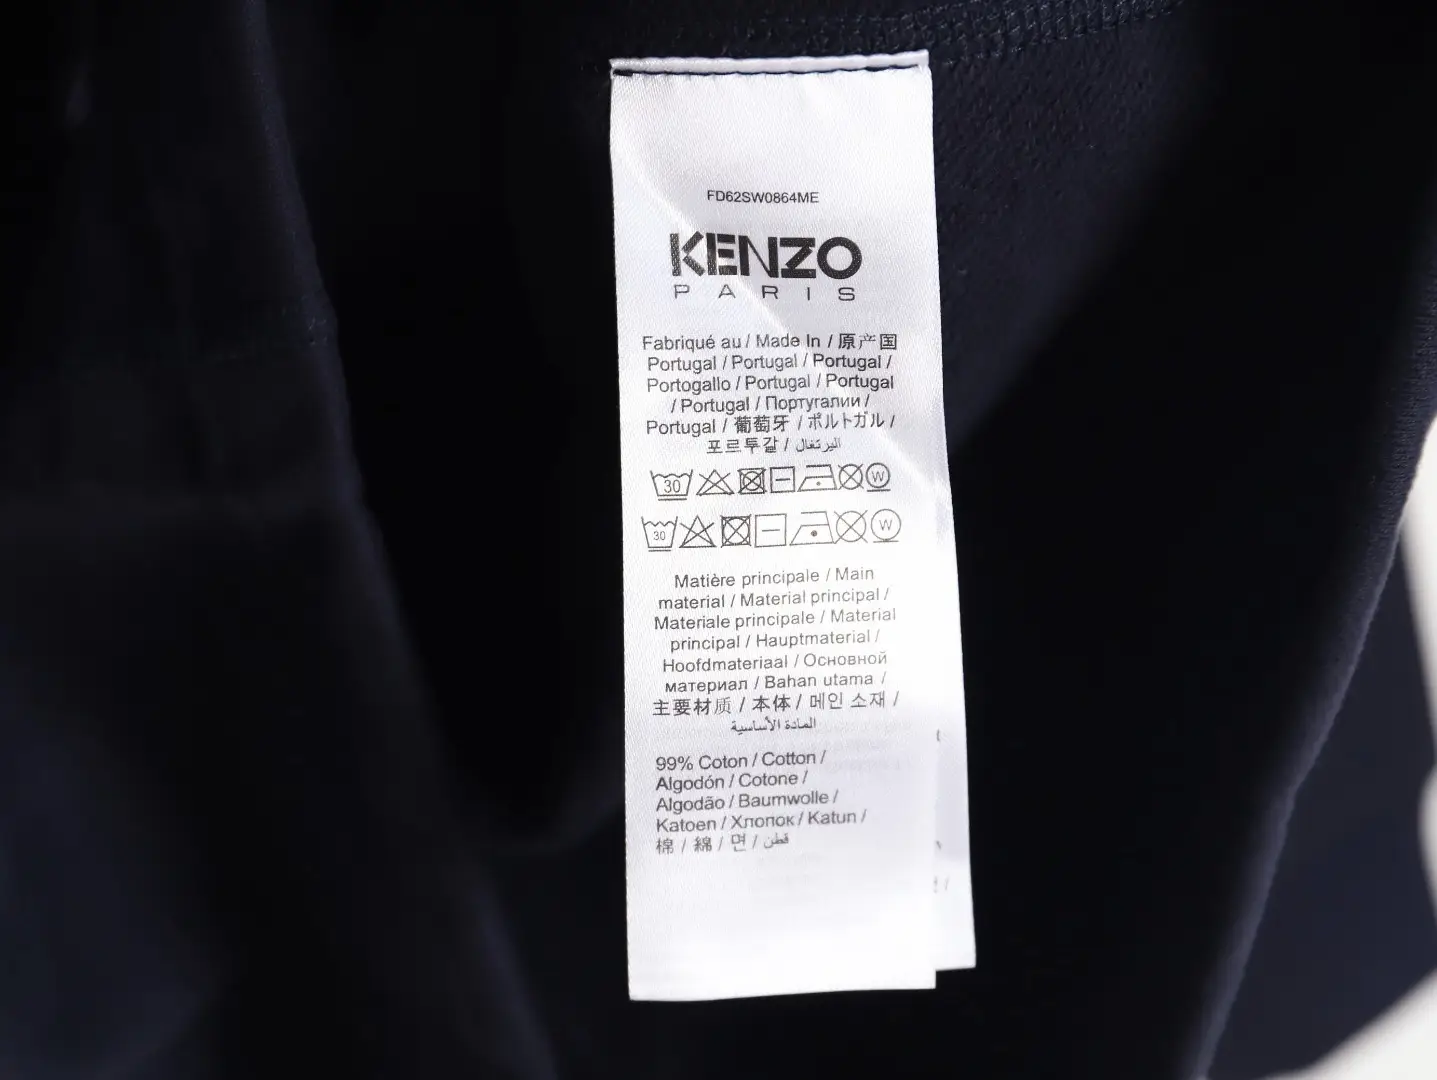 FD62SW0864ME
KENZO
PARIS
Fabriqué au / Made In / 原产国
Portugal / Portugal / Portugal /
Portogallo / Portugal / Portugal
/ Portugal / Португалии /
Portugal / 葡萄牙 / ポルトガル /
포르투갈 / البرتغال
30 W
30 W
Matière principale / Main
material / Material principal /
Materiale principale / Material
principal / Hauptmaterial /
Hoofdmateriaal / Основной
материал / Bahan utama /
主要材质 / 本体 / 메인 소재 /
المادة الأساسية
99% Coton / Cotton /
Algodón / Cotone /
Algodão / Baumwolle /
Katoen / Хлопок / Katun /
棉 / 綿 / 면 / قطن